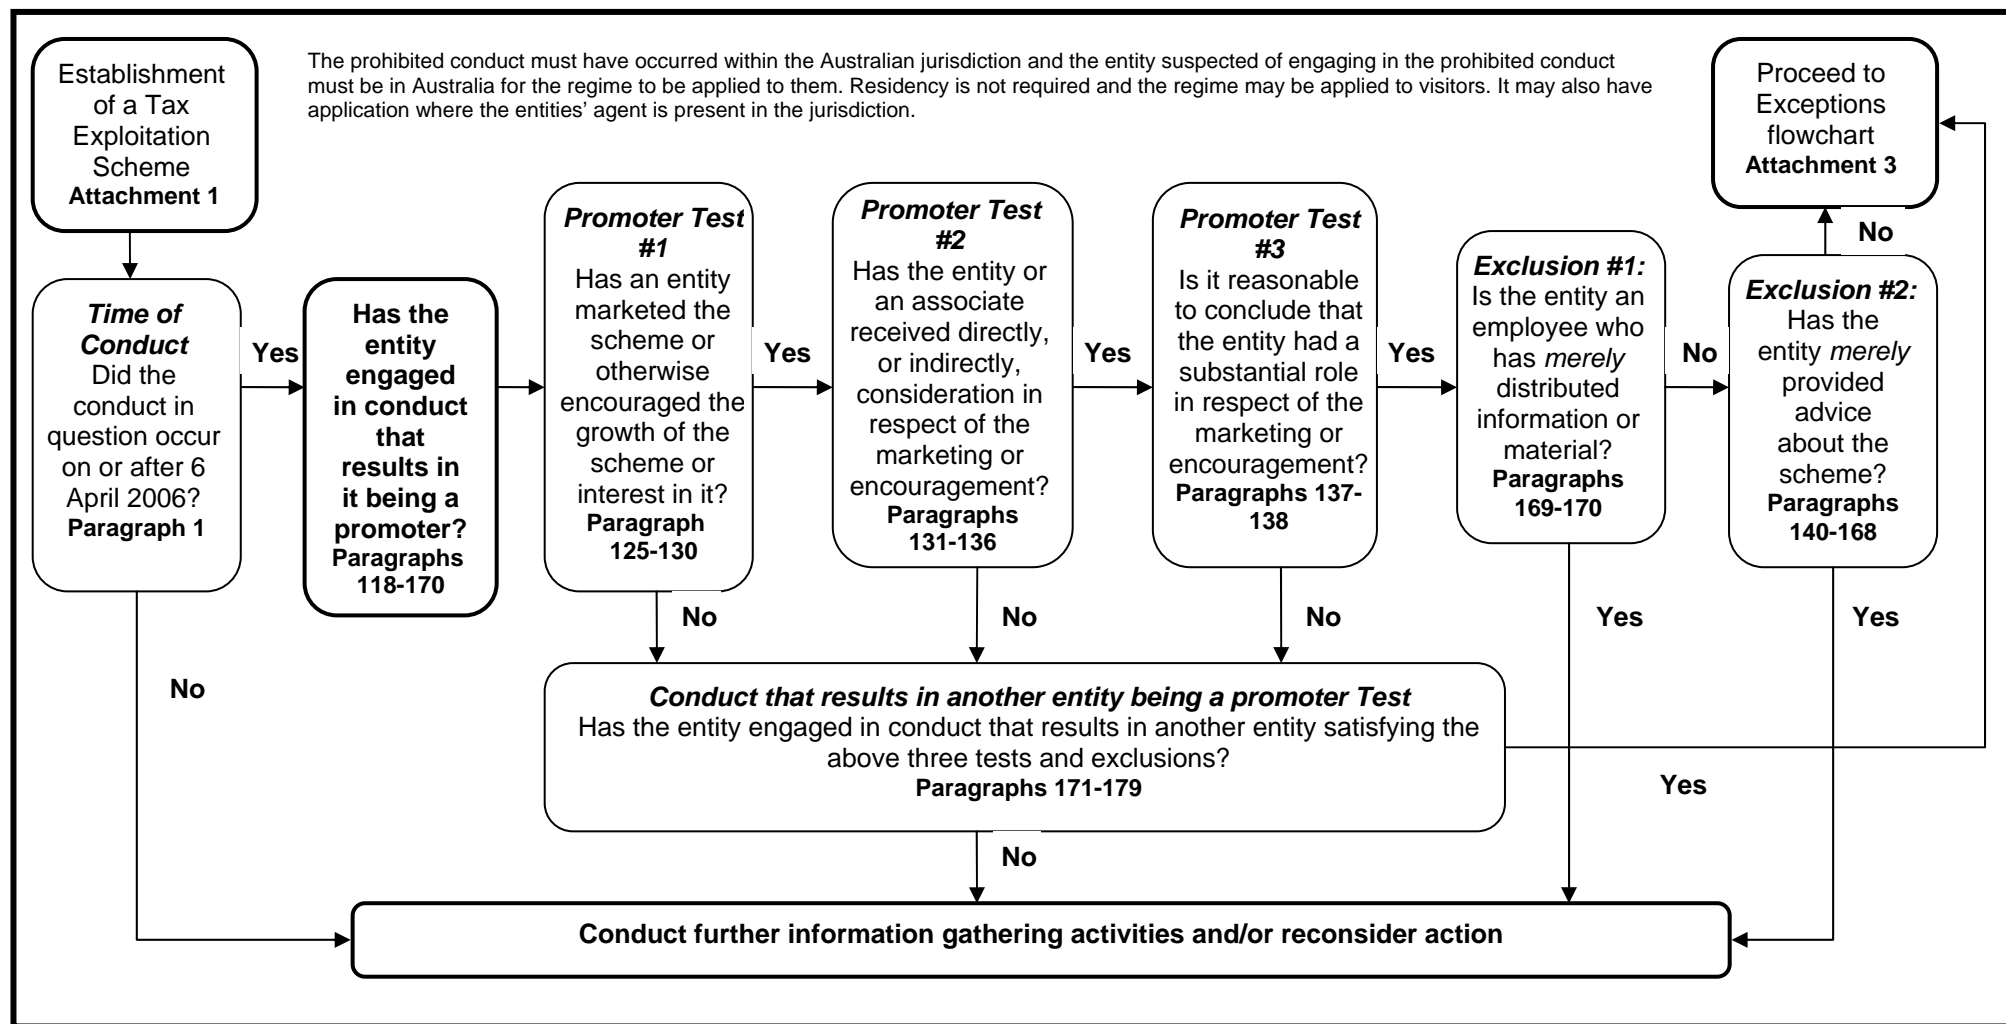 Establishment
of a Tax
Exploitation
Scheme
Attachment 1
The prohibited conduct must have occurred within the Australian jurisdiction and the entity suspected of engaging in the prohibited conduct
must be in Australia for the regime to be applied to them. Residency is not required and the regime may be applied to visitors. It may also have
application where the entities' agent is present in the jurisdiction.
Proceed to
Exceptions
flowchart
Attachment 3
Time of
Conduct
Did the
conduct in
question occur
on or after 6
April 2006?
Paragraph 1
Yes
No
Has the
entity
engaged
in conduct
that
results in
it being a
promoter?
Paragraphs
118-170
Promoter Test
#1
Has an entity
marketed the
scheme or
otherwise
encouraged the
growth of the
scheme or
interest in it?
Paragraph
125-130
Yes
No
Promoter Test
#2
Has the entity or
an associate
received directly,
or indirectly,
consideration in
respect of the
marketing or
encouragement?
Paragraphs
131-136
Yes
No
Promoter Test
#3
Is it reasonable
to conclude that
the entity had a
substantial role
in respect of the
marketing or
encouragement?
Paragraphs 137-
138
Yes
No
Exclusion #1:
Is the entity an
employee who
has merely
distributed
information or
material?
Paragraphs
169-170
No
Yes
Exclusion #2:
Has the
entity merely
provided
advice
about the
scheme?
Paragraphs
140-168
No
Yes
Conduct that results in another entity being a promoter Test
Has the entity engaged in conduct that results in another entity satisfying the
above three tests and exclusions?
Paragraphs 171-179
Yes
No
Conduct further information gathering activities and/or reconsider action